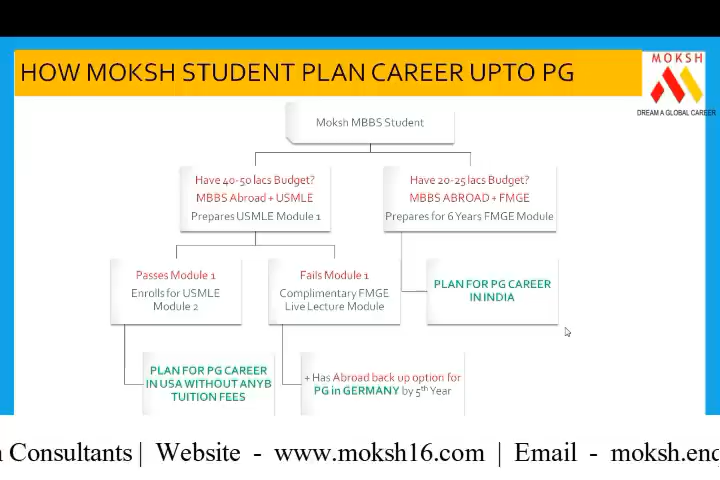 HOW MOKSH STUDENT PLAN CAREER UPTO PG
MOKSH
DREAM A GLOBAL CAREER
Moksh MBBS Student
Have 40-50 lacs Budget?
MBBS Abroad + USMLE
Prepares USMLE Module 1
Have 20-25 lacs Budget?
MBBS ABROAD + FMGE
Prepares for 6 Years FMGE Module
Passes Module 1
Enrolls for USMLE
Module 2
Fails Module 1
Complimentary FMGE
Live Lecture Module
PLAN FOR PG CAREER
IN INDIA
PLAN FOR PG CAREER
IN USA WITHOUT ANYB
TUITION FEES
+ Has Abroad back up option for
PG in GERMANY by 5th Year
Consultants | Website - www.moksh16.com | Email - moksh.enq